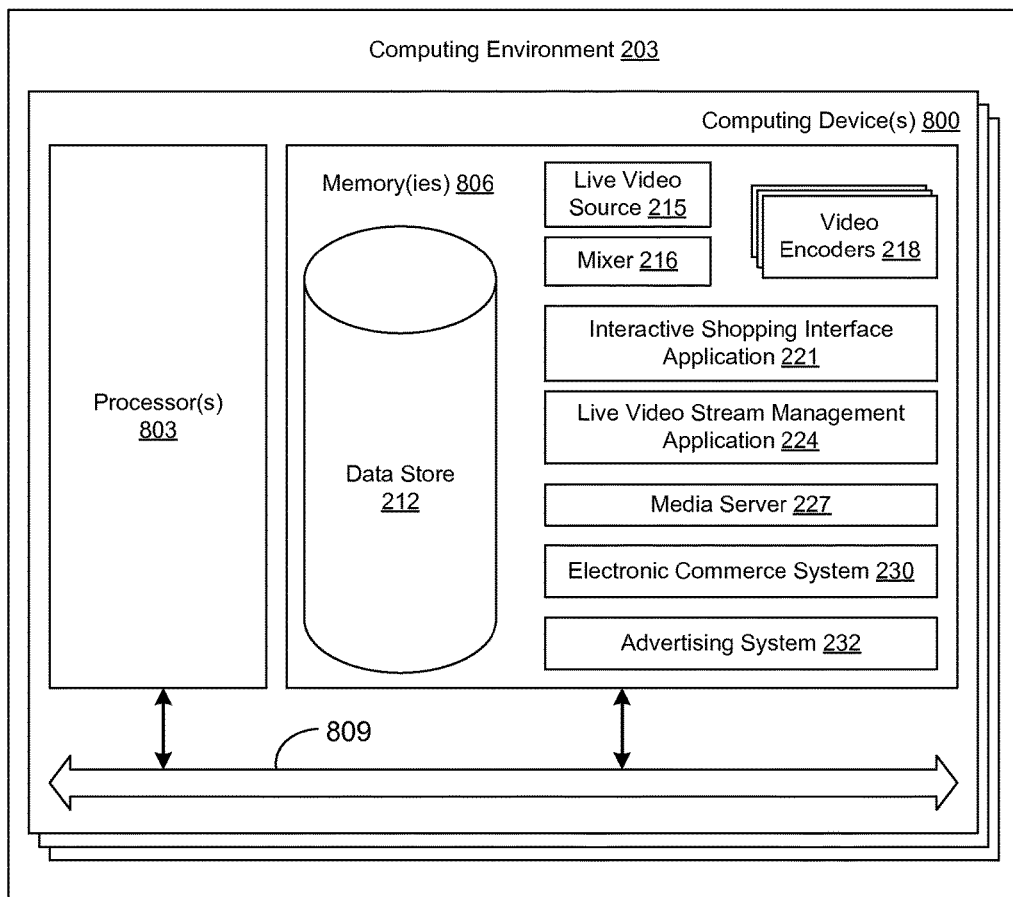 Computing Environment 203
Computing Device(s) 800
Processor(s)
803
Memory(ies) 806
Data Store
212
Live Video
Source 215
Mixer 216
Video
Encoders 218
Interactive Shopping Interface
Application 221
Live Video Stream Management
Application 224
Media Server 227
Electronic Commerce System 230
Advertising System 232
809